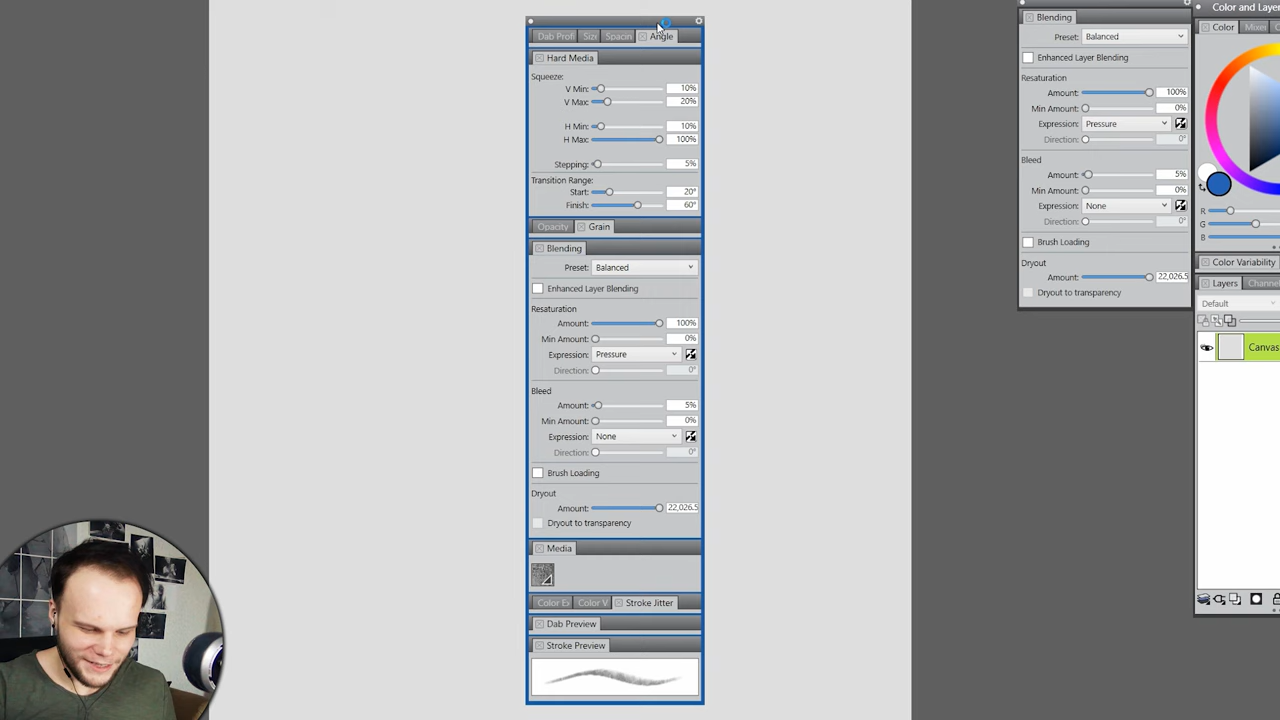 Dab Profi Size Spacin Angle
Hard Media
Squeeze:
V Min: 10%
V Max: 20%
H Min: 10%
H Max: 100%
Stepping: 5%
Transition Range:
Start: 20°
Finish: 60°
Opacity Grain
Blending
Preset: Balanced
Enhanced Layer Blending
Resaturation
Amount: 100%
Min Amount: 0%
Expression: Pressure
Direction: 0°
Bleed
Amount: 5%
Min Amount: 0%
Expression: None
Direction: 0°
Brush Loading
Dryout
Amount: 22,026.5
Dryout to transparency
Media
Color Ex Color V Stroke Jitter
Dab Preview
Stroke Preview
Blending
Preset: Balanced
Enhanced Layer Blending
Resaturation
Amount: 100%
Min Amount: 0%
Expression: Pressure
Direction: 0°
Bleed
Amount: 5%
Min Amount: 0%
Expression: None
Direction: 0°
Brush Loading
Dryout
Amount: 22,026.5
Dryout to transparency
Color and Laye
Color Mixer
R
G
B
Color Variability
Layers Channe
Default
Canvas